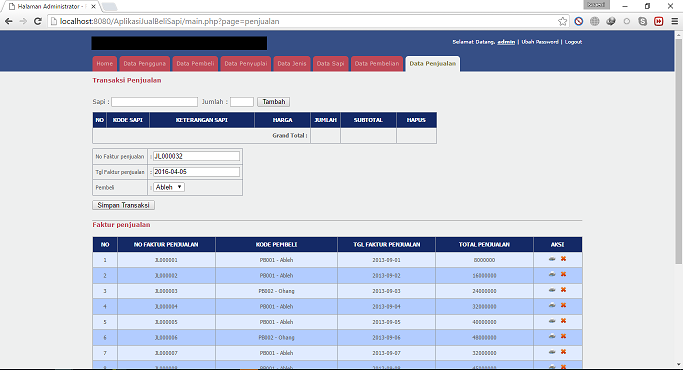 Halaman Administrator -
localhost:8080/AplikasiJualBeliSapi/main.php?page=penjualan
Selamat Datang, admin | Ubah Password | Logout
Home Data Pengguna Data Pembeli Data Penyuplai Data Jenis Data Sapi Data Pembelian Data Penjualan
Transaksi Penjualan
Sapi : Jumlah : Tambah
NO KODE SAPI KETERANGAN SAPI HARGA JUMLAH SUBTOTAL HAPUS
Grand Total :
No Faktur penjualan : JL000032
Tgl Faktur penjualan : 2016-04-05
Pembeli : Ableh
Simpan Transaksi
Faktur penjualan
NO NO FAKTUR PENJUALAN KODE PEMBELI TGL FAKTUR PENJUALAN TOTAL PENJUALAN AKSI
1 JL000001 PB001 - Ableh 2013-09-01 8000000
2 JL000002 PB001 - Ableh 2013-09-02 16000000
3 JL000003 PB002 - Ohang 2013-09-03 24000000
4 JL000004 PB001 - Ableh 2013-09-04 32000000
5 JL000005 PB001 - Ableh 2013-09-05 40000000
6 JL000006 PB002 - Ohang 2013-09-06 48000000
7 JL000007 PB001 - Ableh 2013-09-07 32000000